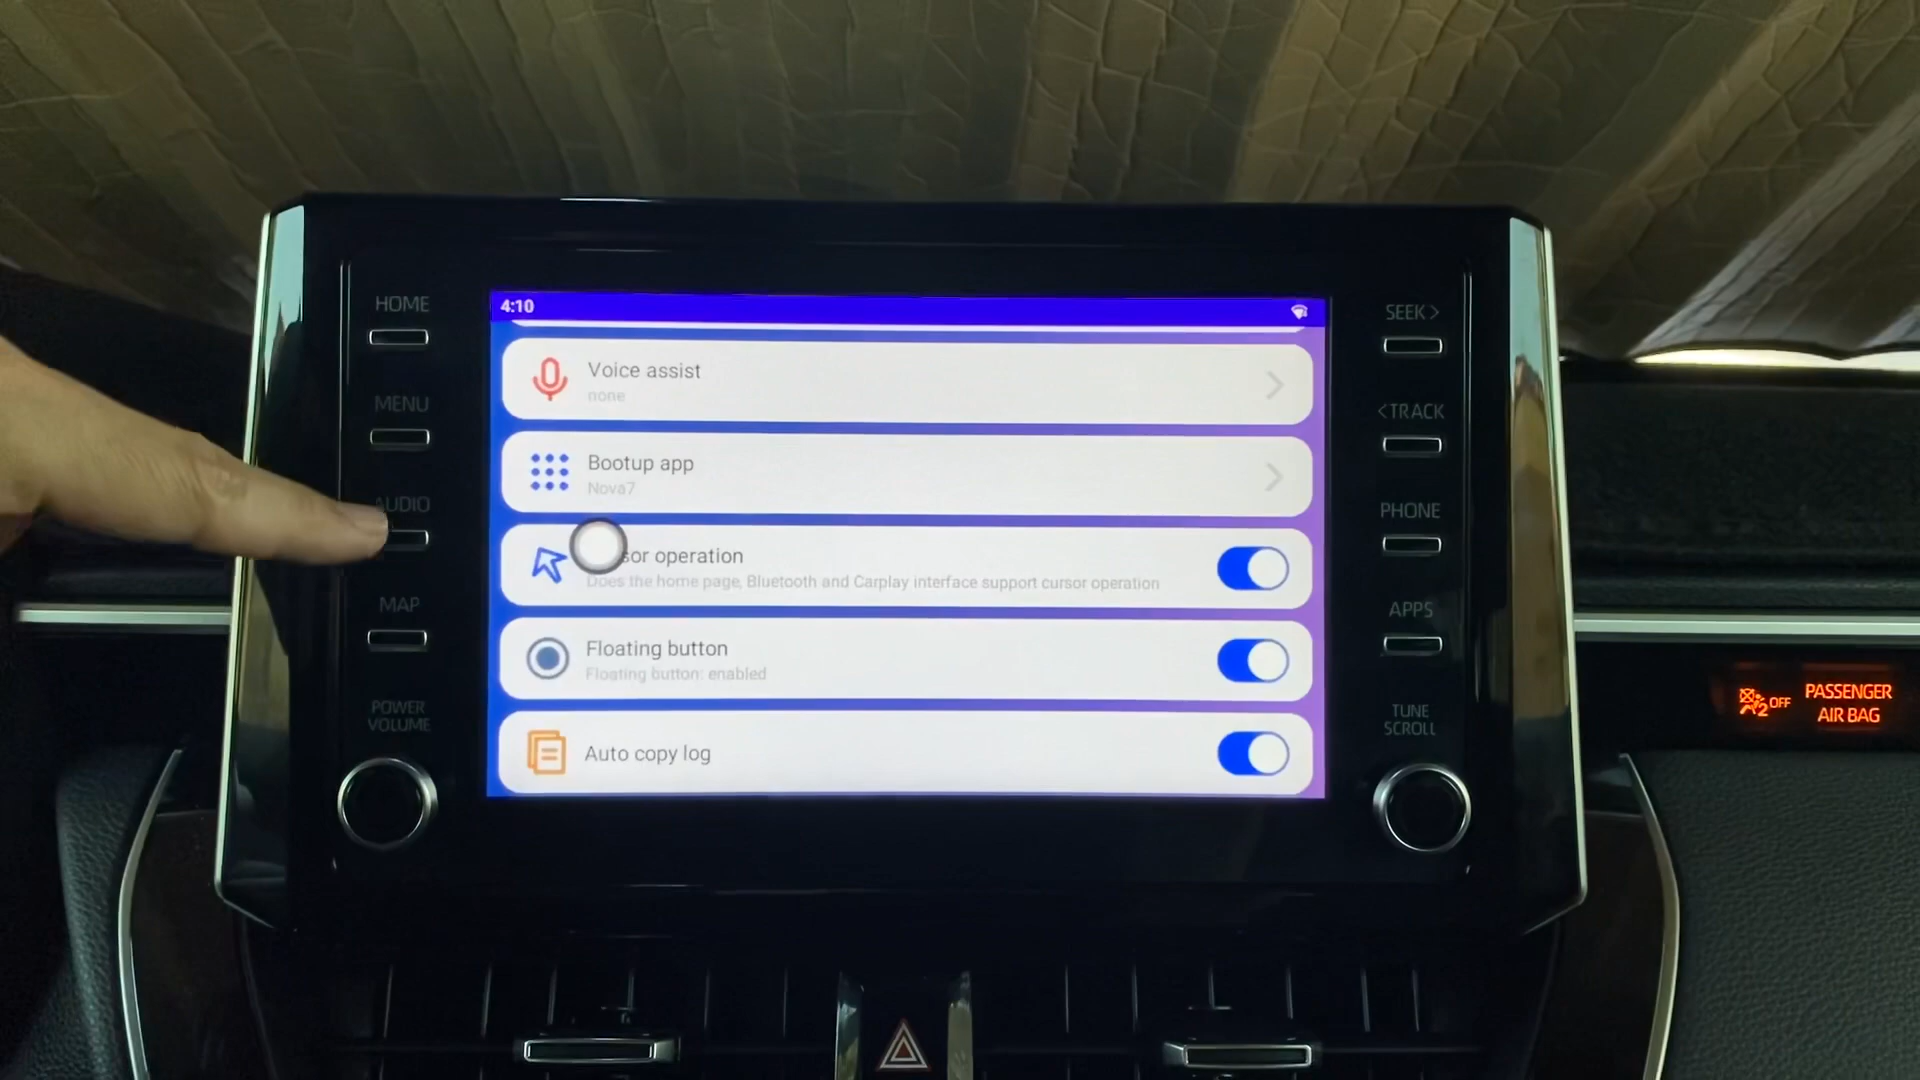 HOME
MENU
AUDIO
MAP
POWER
VOLUME
4:10
Voice assist
none
Bootup app
Nova7
sor operation
Does the home page, Bluetooth and Carplay interface support cursor operation
Floating button
Floating button: enabled
Auto copy log
SEEK >
< TRACK
PHONE
APPS
TUNE
SCROLL
2 OFF
PASSENGER
AIR BAG